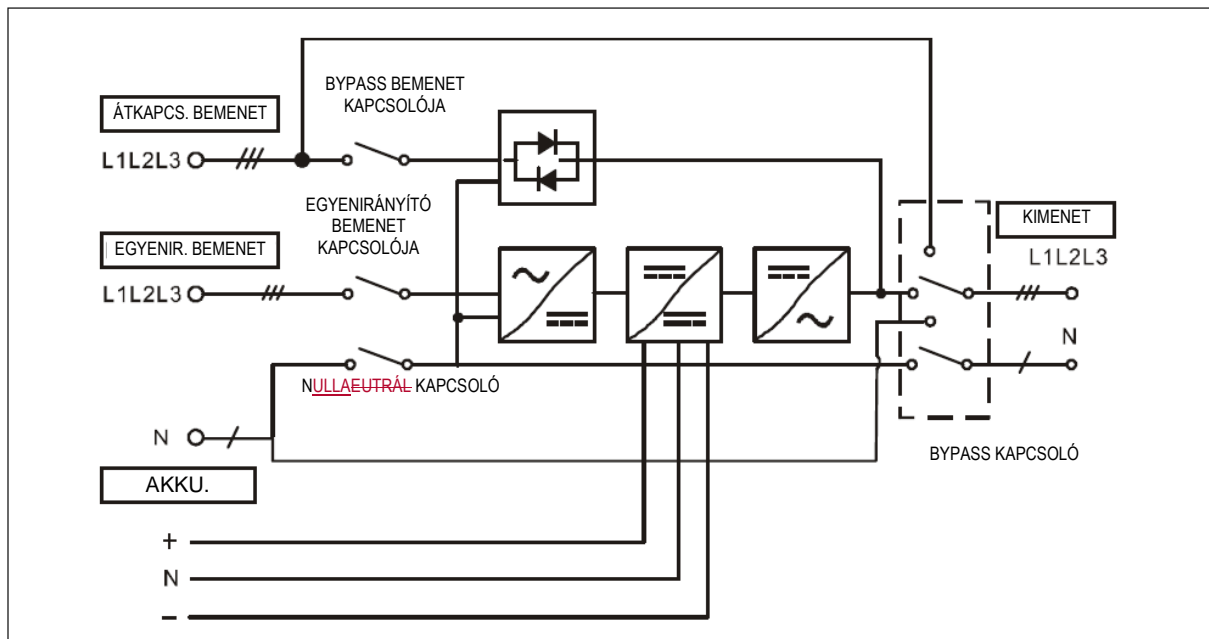 BYPASS BEMENET
KAPCSOLÓJA
ÁTKAPCS. BEMENET
L1L2L3
EGYENIRÁNYÍTÓ
BEMENET
KAPCSOLÓJA
EGYENIR. BEMENET
L1L2L3
KIMENET
L1L2L3
N
NULLAEUTRÁL KAPCSOLÓ
N
BYPASS KAPCSOLÓ
AKKU.
+
N
-